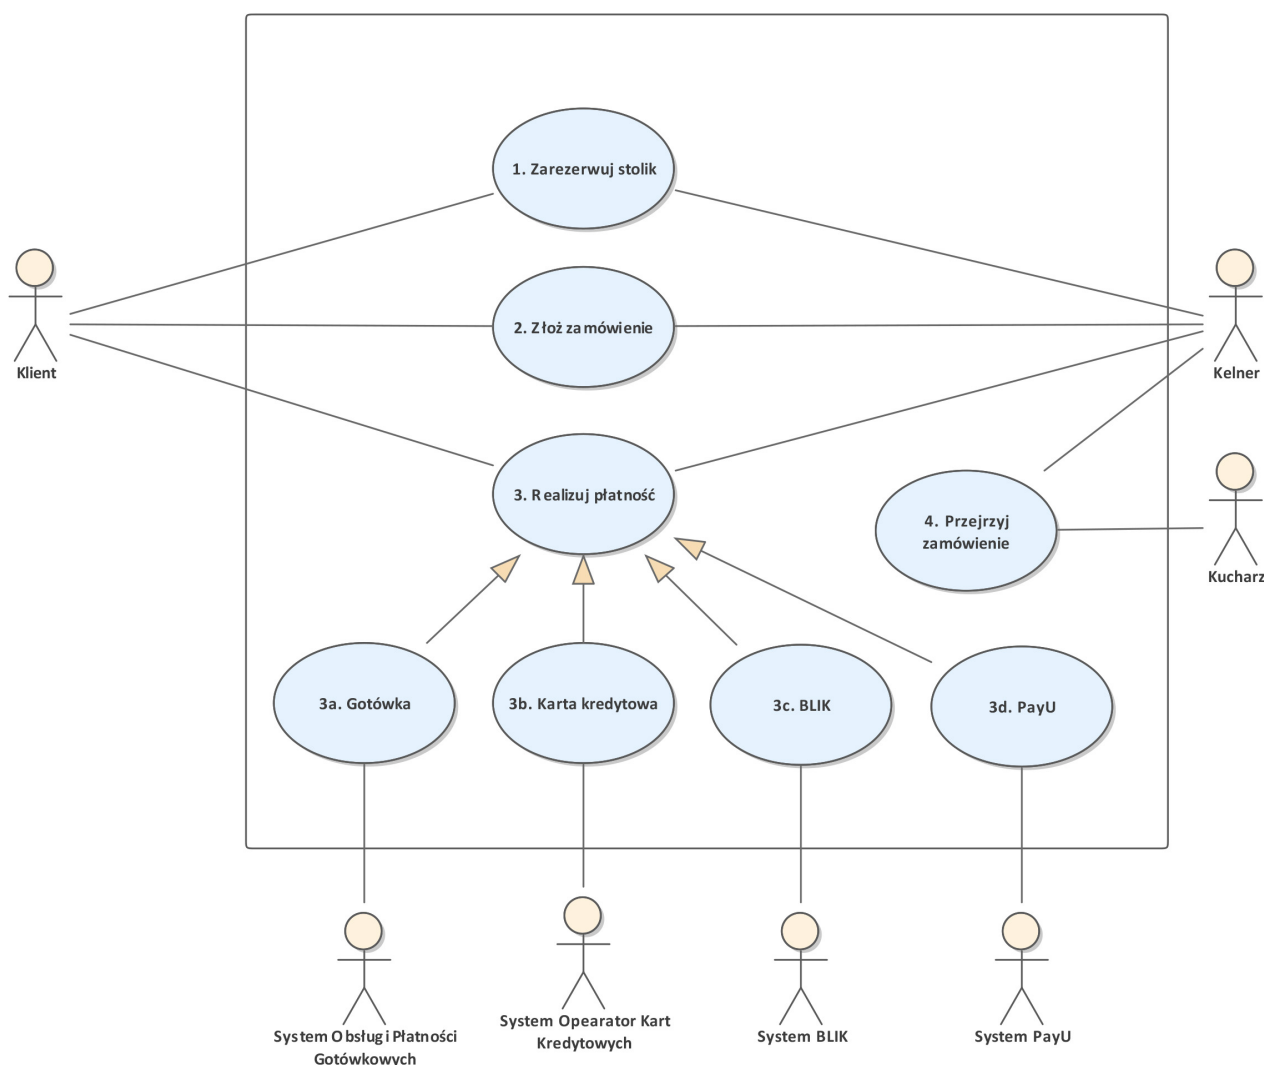 1. Zarezerwuj stolik
2. Złoż zamówienie
Klient
Kelner
3. Realizuj płatność
4. Przejrzyj
zamówienie
Kucharz
3a. Gotówka
3b. Karta kredytowa
3c. BLIK
3d. PayU
System Obsługi Płatności
Gotówkowych
System Opearator Kart
Kredytowych
System BLIK
System PayU